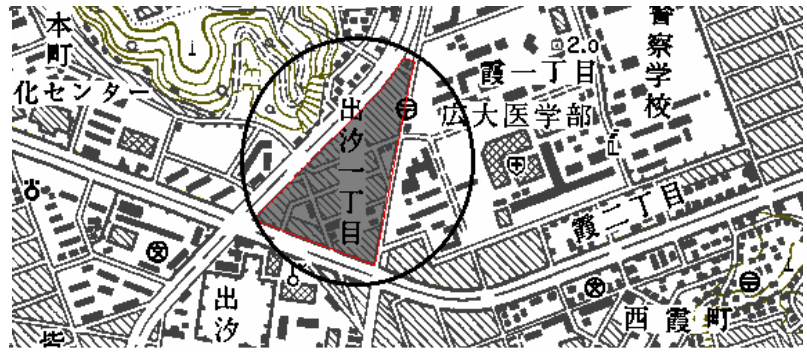 本町
化センター
出汐一丁目
2.0
霞一丁目
広大医学部
警察学校
霞二丁目
出汐
西霞町
皆